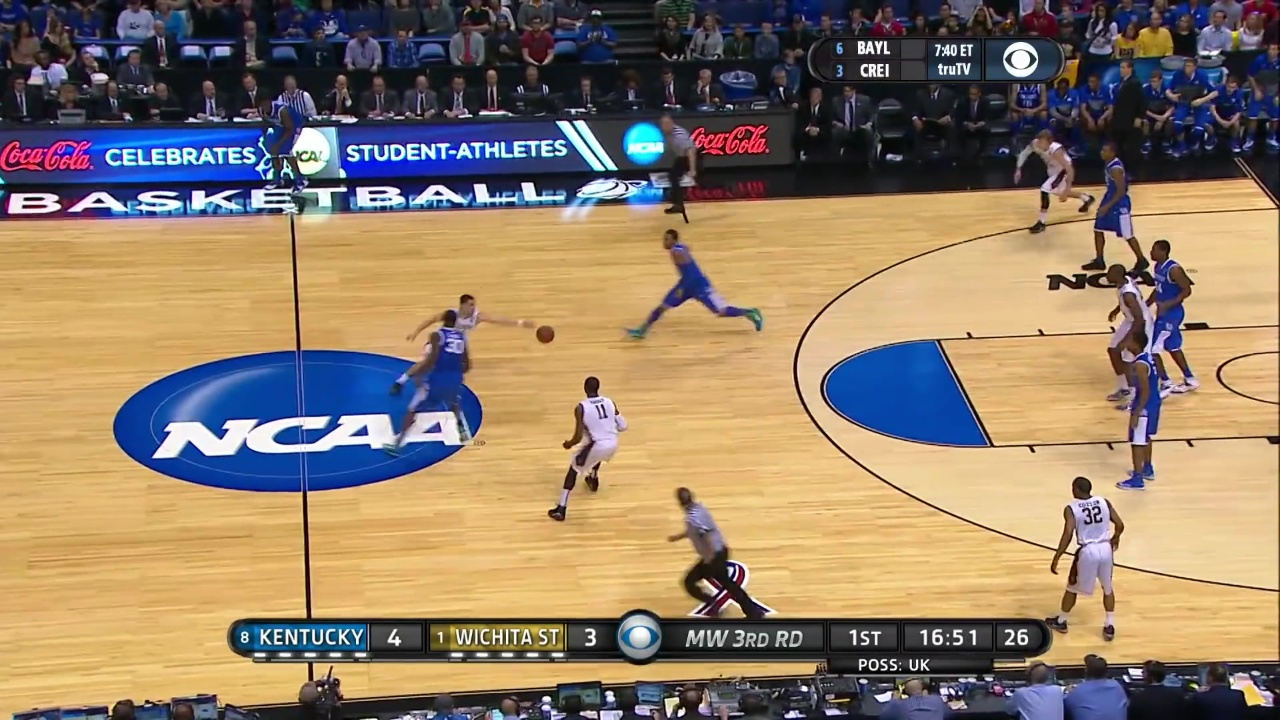 6 BAYL 7:40 ET
3 CREI truTV
Coca-Cola CELEBRATES NCAA STUDENT-ATHLETES NCAA Coca-Cola
BASKETBALL
NCAA
30
11
NCAA
32
8 KENTUCKY 4 1 WICHITA ST 3 MW 3RD RD 1ST 16:51 26
POSS: UK